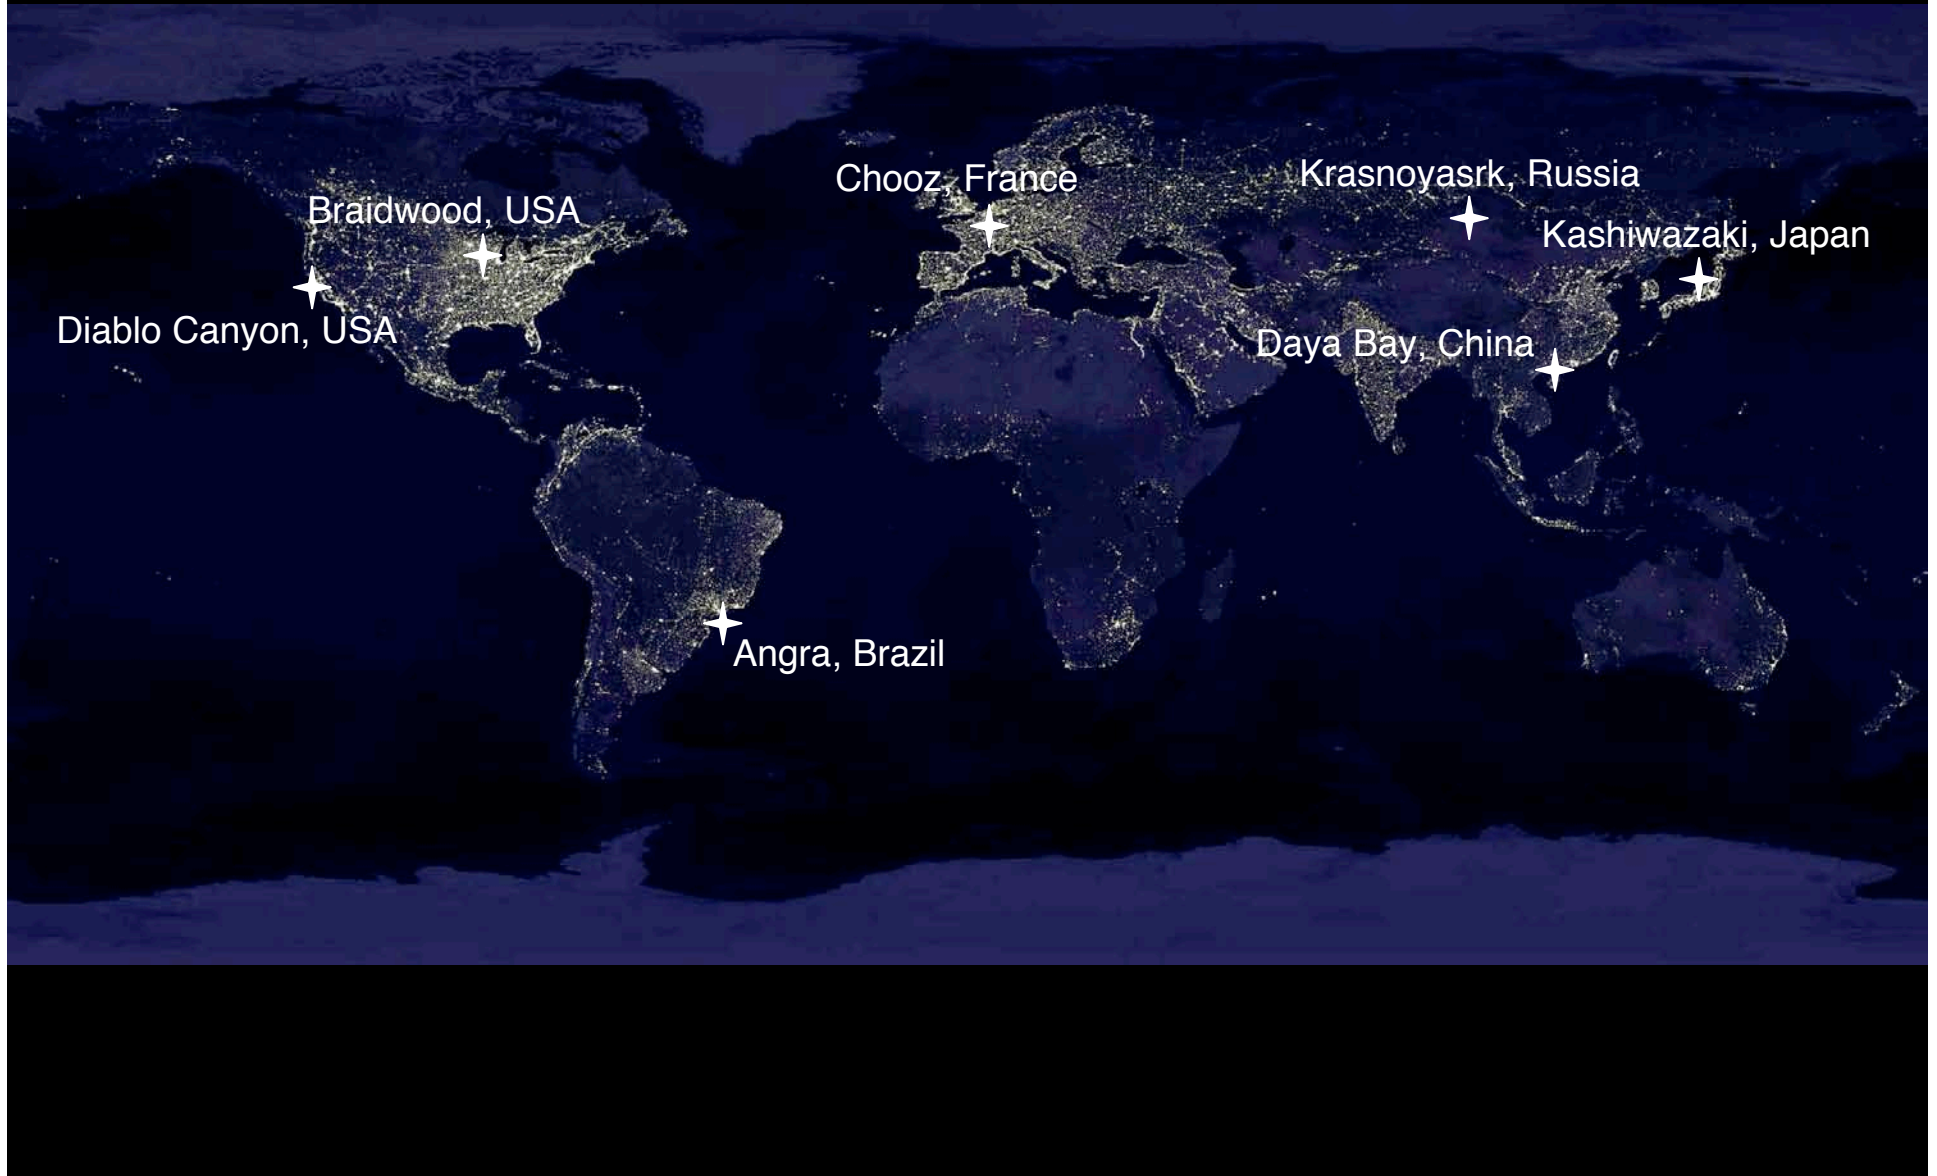 Chooz, France
Krasnoyasrk, Russia
Braidwood, USA
Kashiwazaki, Japan
Diablo Canyon, USA
Daya Bay, China
Angra, Brazil